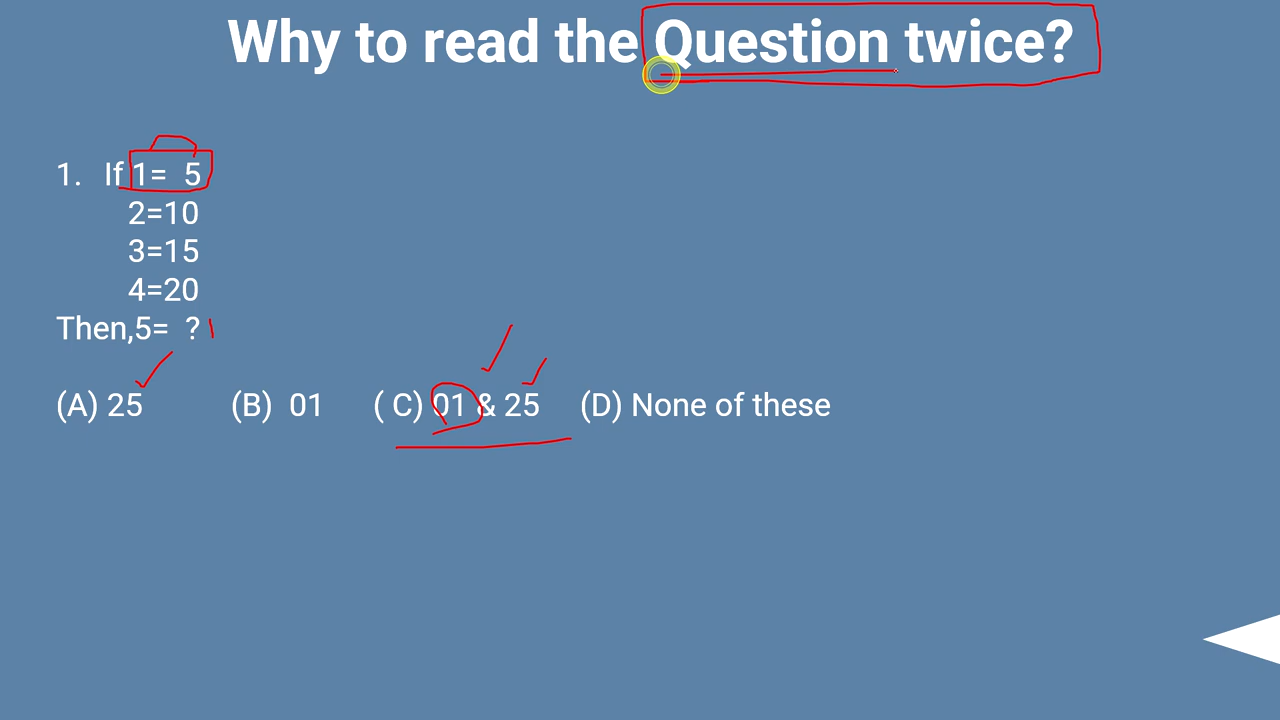 Why to read the Question twice?
1. If 1= 5
2=10
3=15
4=20
Then,5= ?
(A) 25 (B) 01 ( C) 01 & 25 (D) None of these